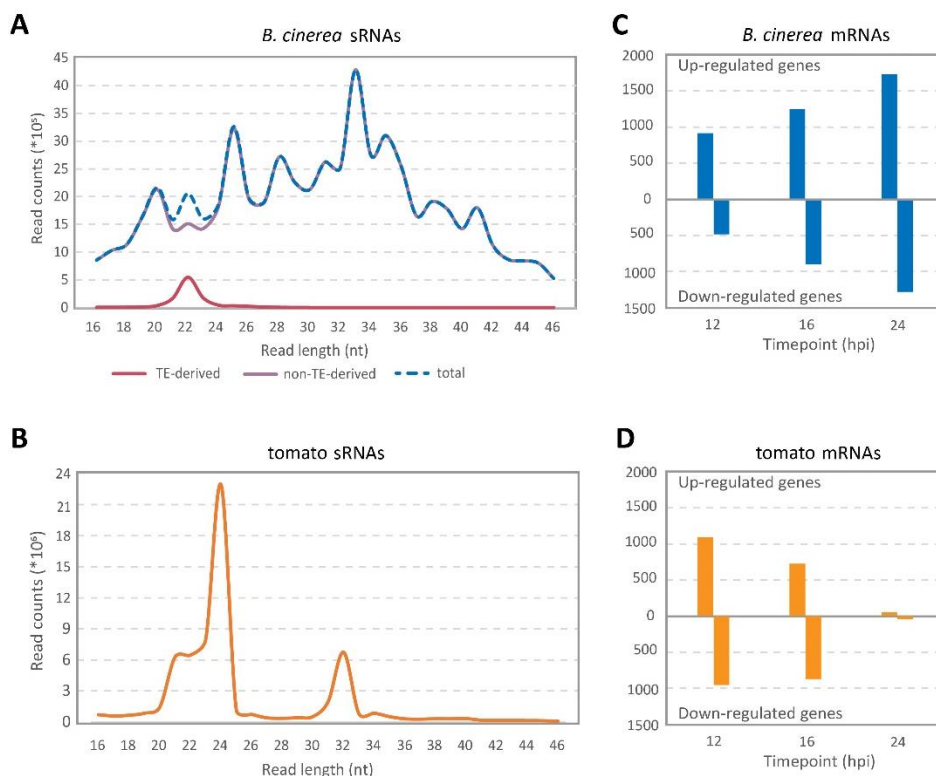 A
B. cinerea sRNAs
Read counts (*10⁵)
45
40
35
30
25
20
15
10
5
0
16 18 20 22 24 26 28 30 32 34 36 38 40 42 44 46
Read length (nt)
TE-derived non-TE-derived total
B
tomato sRNAs
Read counts (*10⁶)
24
21
18
15
12
9
6
3
0
16 18 20 22 24 26 28 30 32 34 36 38 40 42 44 46
Read length (nt)
C
B. cinerea mRNAs
2000
Up-regulated genes
1500
1000
500
0
500
1000
Down-regulated genes
1500
12 16 24
Timepoint (hpi)
D
tomato mRNAs
2000
Up-regulated genes
1500
1000
500
0
500
1000
Down-regulated genes
1500
12 16 24
Timepoint (hpi)